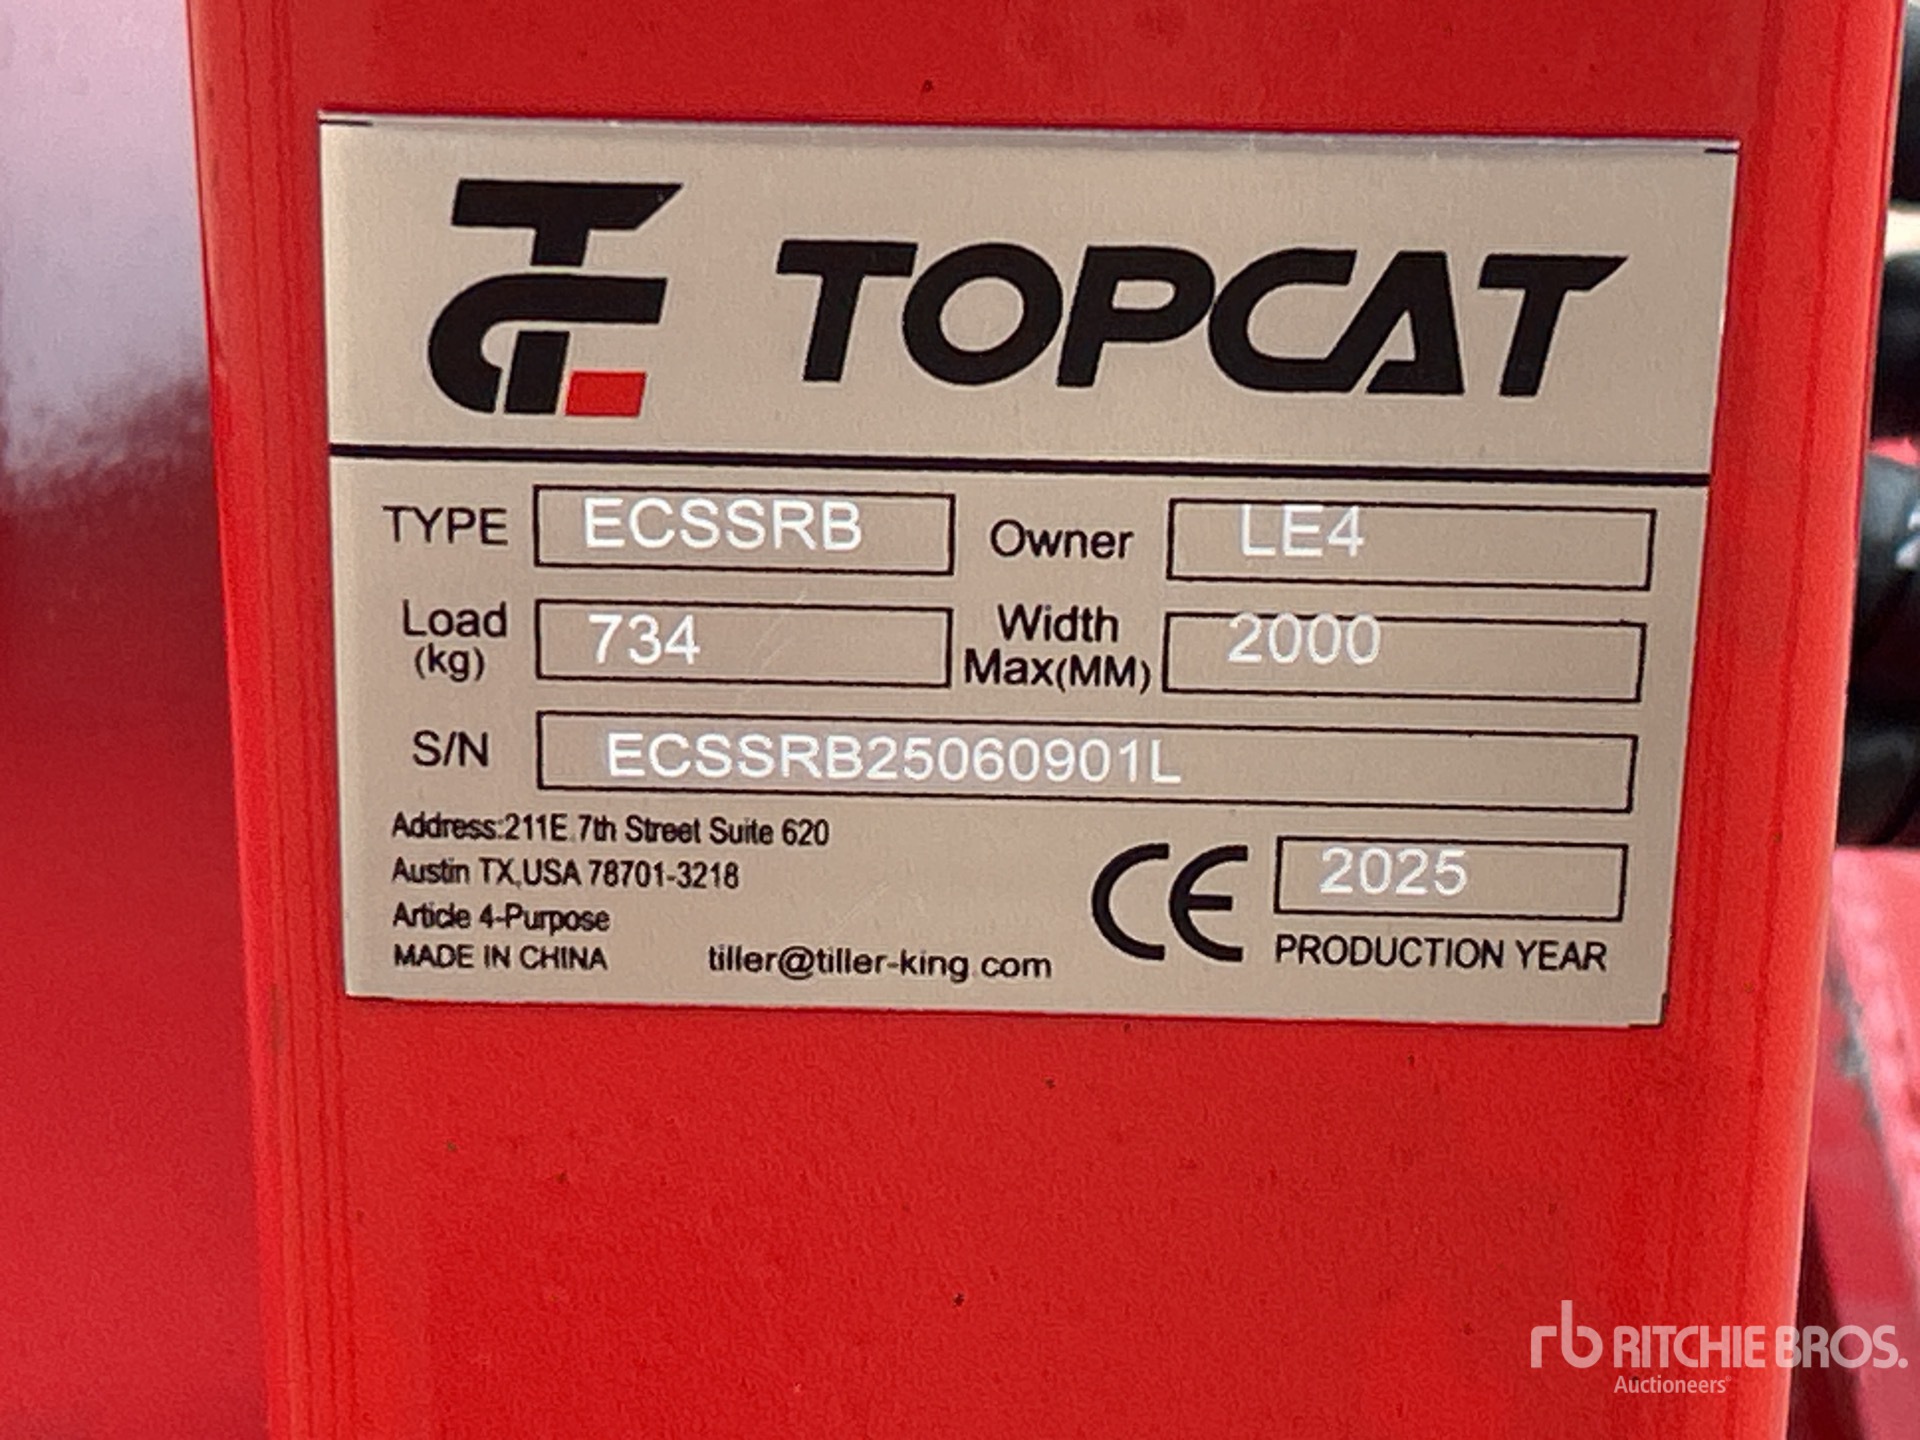 TOPCAT
TYPE ECSSRB Owner LE4
Load (kg) 734 Width Max(MM) 2000
S/N ECSSRB25060901L
Address:211E 7th Street Suite 620
Austin TX,USA 78701-3218
Article 4-Purpose
MADE IN CHINA tiller@tiller-king.com
CE 2025
PRODUCTION YEAR
rb RITCHIE BROS.
Auctioneers